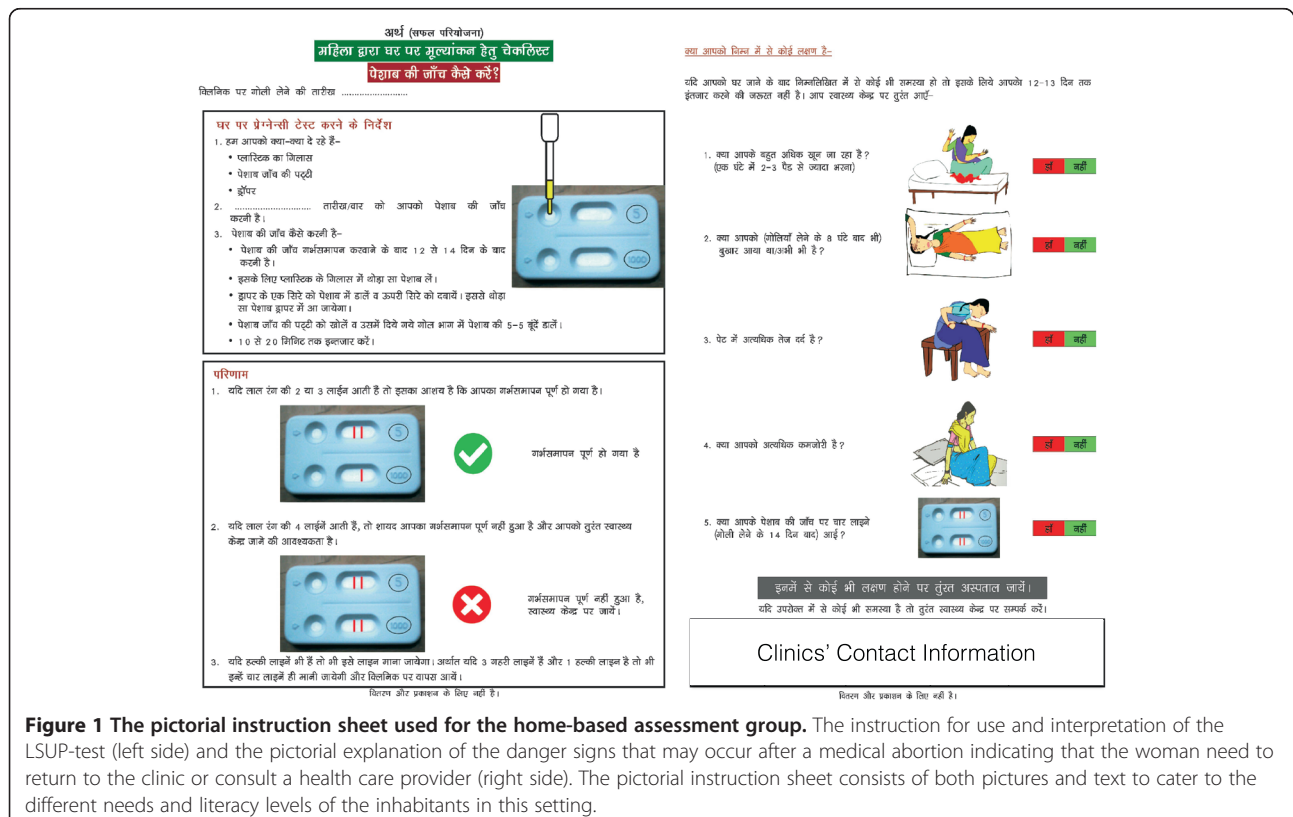 अर्थ (सफल परियोजना)
महिला द्वारा घर पर मूल्यांकन हेतु चेकलिस्ट
पेशाब की जाँच कैसे करें?
क्लिनिक पर गोली लेने की तारीख ..........................
घर पर प्रेग्नेन्सी टेस्ट करने के निर्देश
1. हम आपको क्या-क्या दे रहे हैं-
• प्लास्टिक का गिलास
• पेशाब जाँच की पट्टी
• ड्रॉपर
2. ............................. तारीख/वार को आपको पेशाब की जाँच
करनी है।
3. पेशाब की जाँच कैसे करनी है-
• पेशाब की जाँच गर्भसमापन करवाने के बाद 12 से 14 दिन के बाद
करनी है।
• इसके लिए प्लास्टिक के गिलास में थोड़ा सा पेशाब लें।
• ड्रापर के एक सिरे को पेशाब में डालें व ऊपरी सिरे को दबायें। इससे थोड़ा
सा पेशाब ड्रापर में आ जायेगा।
• पेशाब जाँच की पट्टी को खोलें व उसमें दिये गये गोल भाग में पेशाब की 5-5 बूंदें डालें।
• 10 से 20 मिनिट तक इन्तजार करें।
5
1000
परिणाम
1. यदि लाल रंग की 2 या 3 लाईन आती हैं तो इसका आशय है कि आपका गर्भसमापन पूर्ण हो गया है।
5
1000
गर्भसमापन पूर्ण हो गया है
2. यदि लाल रंग की 4 लाईनें आती हैं, तो शायद आपका गर्भसमापन पूर्ण नहीं हुआ है और आपको तुरंत स्वास्थ्य
केन्द्र जाने की आवश्यकता है।
5
1000
गर्भसमापन पूर्ण नहीं हुआ है,
स्वास्थ्य केन्द्र पर जायें।
3. यदि हल्की लाइनें भी हैं तो भी इसे लाइन माना जायेगा। अर्थात यदि 3 गहरी लाइनें हैं और 1 हल्की लाइन है तो भी
इन्हें चार लाइनें ही मानी जायेगी और क्लिनिक पर वापस आयें।
वितरण और प्रकाशन के लिए नहीं है।
क्या आपको निम्न में से कोई लक्षण है-
यदि आपको घर जाने के बाद निम्नलिखित में से कोई भी समस्या हो तो इसके लिये आपको 12-13 दिन तक
इंतजार करने की जरूरत नहीं है। आप स्वास्थ्य केन्द्र पर तुरंत आएँ-
1. क्या आपके बहुत अधिक खून जा रहा है?
(एक घंटे में 2-3 पैड से ज्यादा भरना)
हाँ नहीं
2. क्या आपको (गोलियाँ लेने के 8 घंटे बाद भी)
बुखार आया था/अभी भी है?
हाँ नहीं
3. पेट में अत्यधिक तेज दर्द है?
हाँ नहीं
4. क्या आपको अत्यधिक कमजोरी है?
हाँ नहीं
5. क्या आपके पेशाब की जाँच पर चार लाइने
(गोली लेने के 14 दिन बाद) आई?
5
1000
हाँ नहीं
इनमें से कोई भी लक्षण होने पर तुंरत अस्पताल जायें।
यदि उपरोक्त में से कोई भी समस्या है तो तुरंत स्वास्थ्य केन्द्र पर सम्पर्क करें।
Clinics' Contact Information
वितरण और प्रकाशन के लिए नहीं है।
Figure 1 The pictorial instruction sheet used for the home-based assessment group. The instruction for use and interpretation of the
LSUP-test (left side) and the pictorial explanation of the danger signs that may occur after a medical abortion indicating that the woman need to
return to the clinic or consult a health care provider (right side). The pictorial instruction sheet consists of both pictures and text to cater to the
different needs and literacy levels of the inhabitants in this setting.